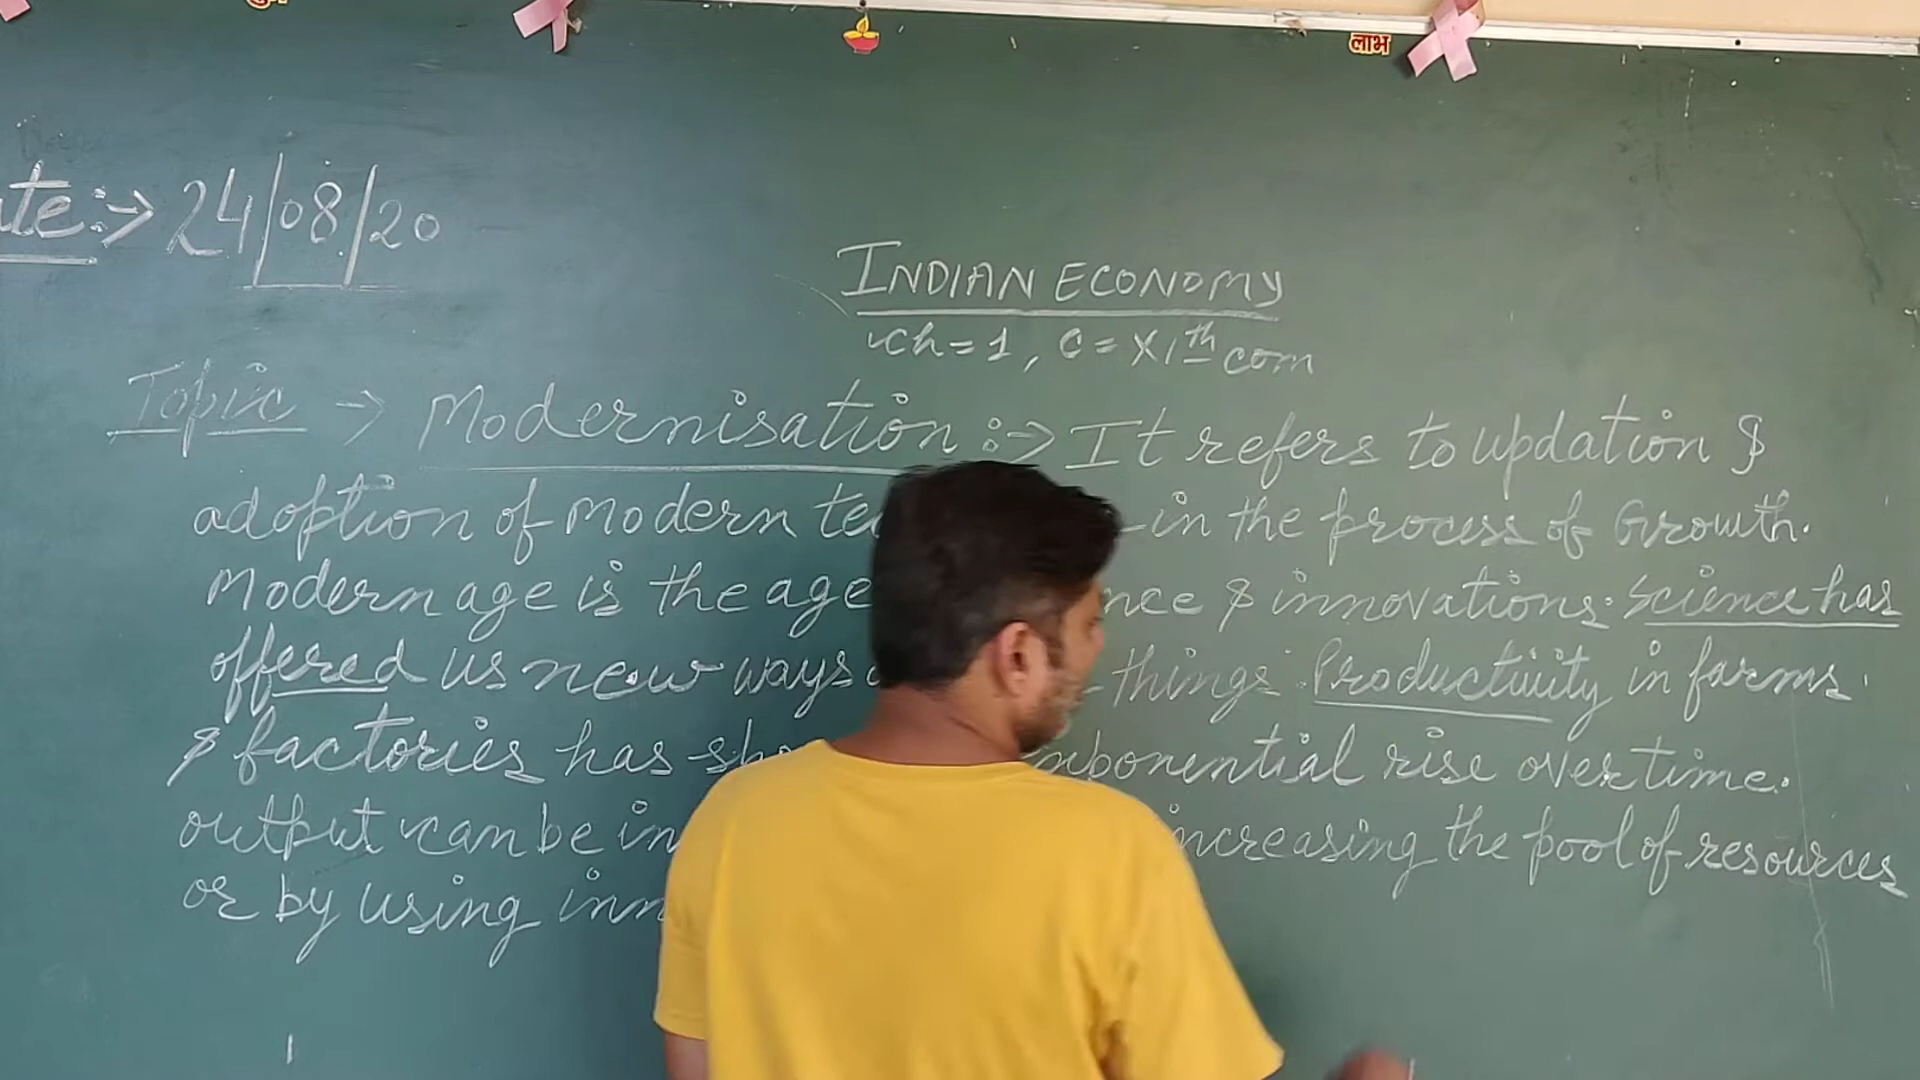 लाभ
ate:-> 24/08/20
INDIAN ECONOMY
Ch=1, C=XIth com
Topic -> Modernisation :-> It refers to updation &
adoption of modern te in the process of Growth.
Modern age is the age nce & innovations. Science has
offered us new ways things. Productivity in farms
& factories has sho exponential rise over time.
output can be in increasing the pool of resources
or by using inn